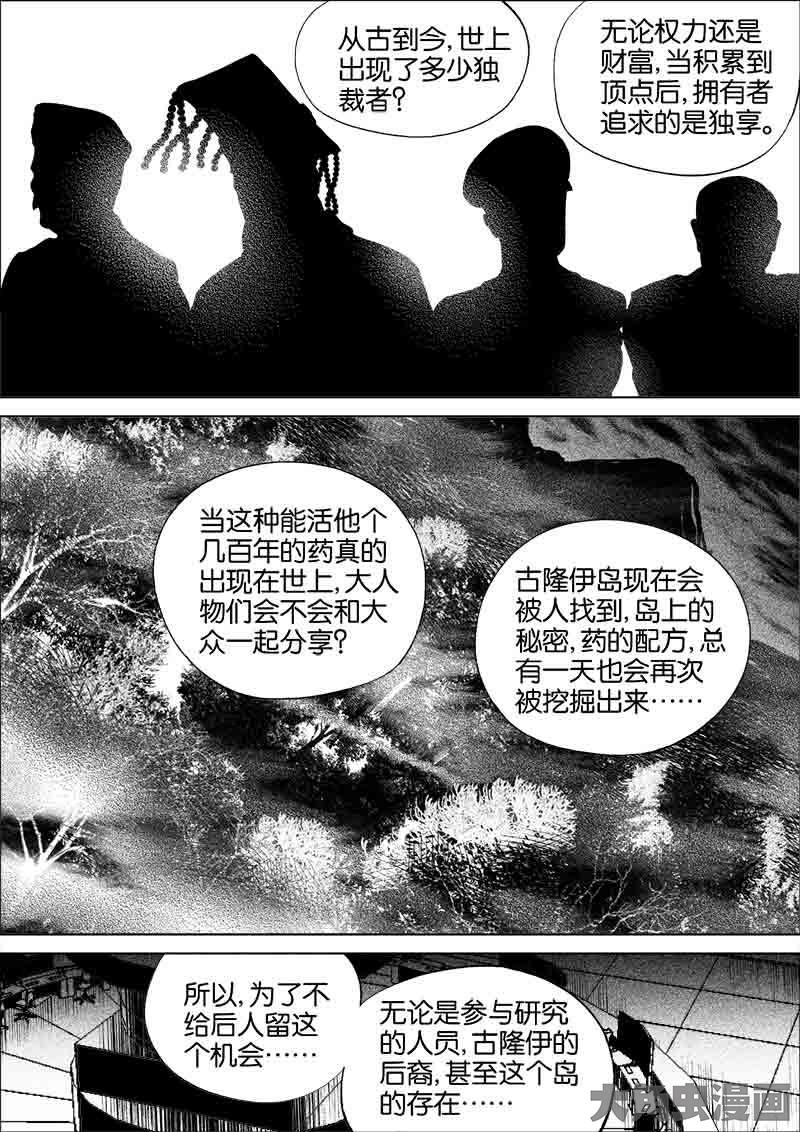 从古到今,世上
出现了多少独
裁者?
无论权力还是
财富,当积累到
顶点后,拥有者
追求的是独享。
当这种能活他个
几百年的药真的
出现在世上,大人
物们会不会和大
众一起分享?
古隆伊岛现在会
被人找到,岛上的
秘密,药的配方,总
有一天也会再次
被挖掘出来……
所以,为了不
给后人留这
个机会……
无论是参与研究
的人员,古隆伊的
后裔,甚至这个岛
的存在……